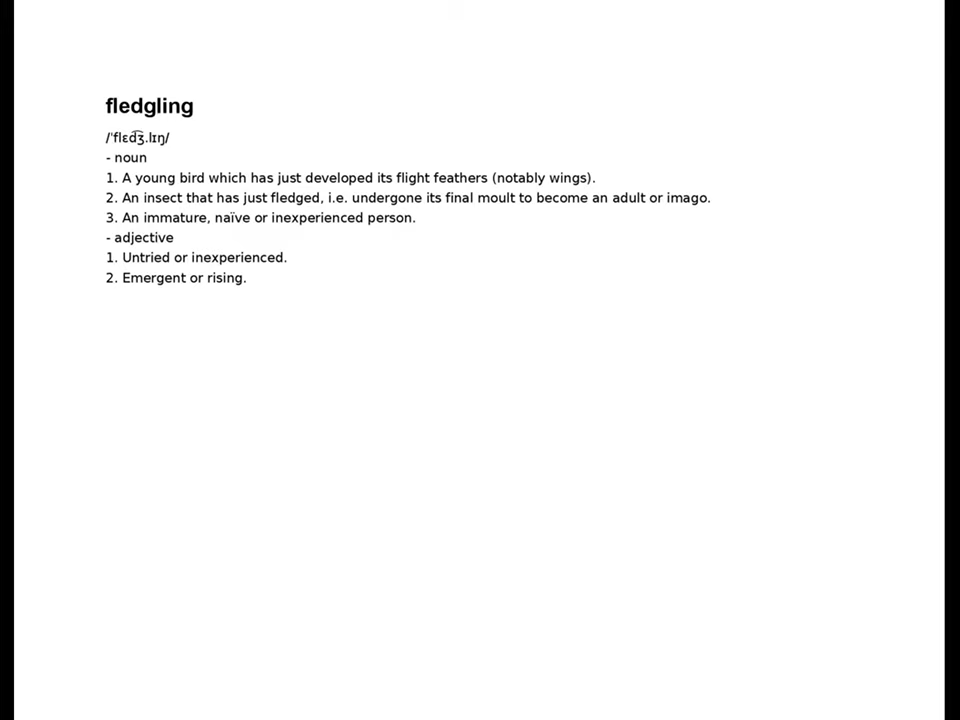 fledgling
/ˈflɛd͡ʒ.lɪŋ/
- noun
1. A young bird which has just developed its flight feathers (notably wings).
2. An insect that has just fledged, i.e. undergone its final moult to become an adult or imago.
3. An immature, naïve or inexperienced person.
- adjective
1. Untried or inexperienced.
2. Emergent or rising.